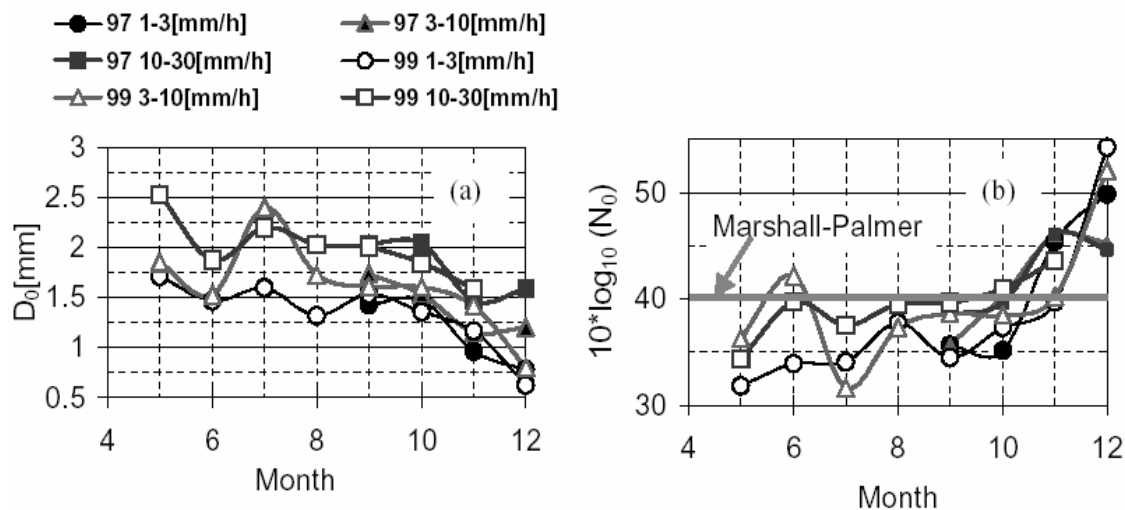 97 1-3[mm/h] 97 3-10[mm/h]
97 10-30[mm/h] 99 1-3[mm/h]
99 3-10[mm/h] 99 10-30[mm/h]
(a)
D₀[mm]
3
2.5
2
1.5
1
0.5
4 6 8 10 12
Month
(b)
Marshall-Palmer
10*log₁₀ (N₀)
50
40
30
4 6 8 10 12
Month